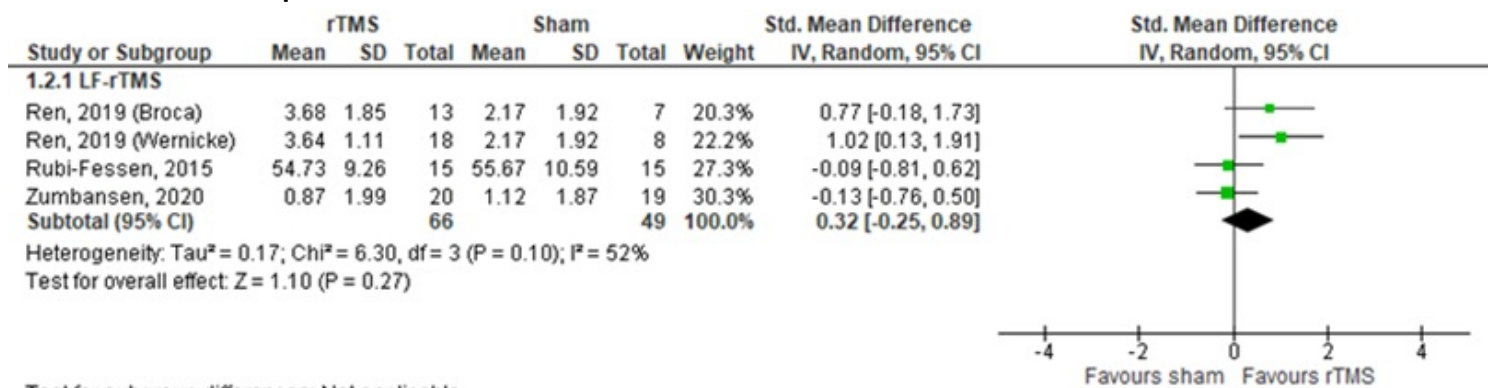 rTMS Sham Std. Mean Difference Std. Mean Difference
Study or Subgroup Mean SD Total Mean SD Total Weight IV, Random, 95% CI IV, Random, 95% CI
1.2.1 LF-rTMS
Ren, 2019 (Broca) 3.68 1.85 13 2.17 1.92 7 20.3% 0.77 [-0.18, 1.73]
Ren, 2019 (Wernicke) 3.64 1.11 18 2.17 1.92 8 22.2% 1.02 [0.13, 1.91]
Rubi-Fessen, 2015 54.73 9.26 15 55.67 10.59 15 27.3% -0.09 [-0.81, 0.62]
Zumbansen, 2020 0.87 1.99 20 1.12 1.87 19 30.3% -0.13 [-0.76, 0.50]
Subtotal (95% CI) 66 49 100.0% 0.32 [-0.25, 0.89]
Heterogeneity: Tau² = 0.17; Chi² = 6.30, df = 3 (P = 0.10); I² = 52%
Test for overall effect: Z = 1.10 (P = 0.27)
-4 -2 0 2 4
Favours sham Favours rTMS